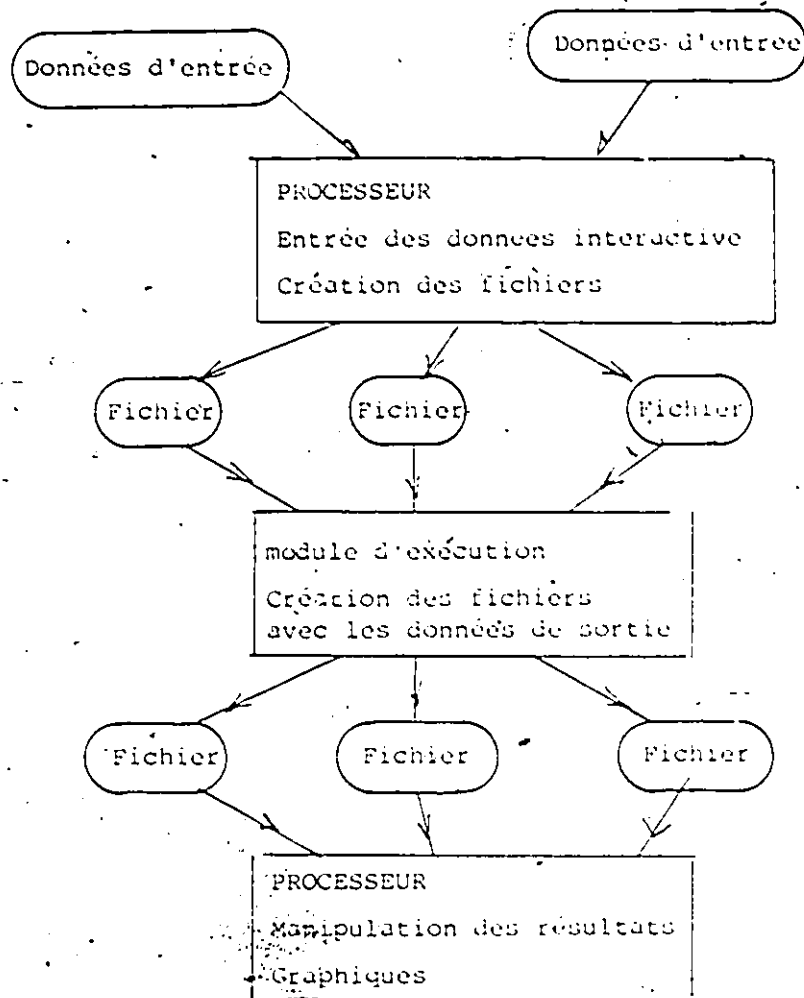 Données d'entrée
Données d'entrée
PROCESSEUR
Entrée des données interactive
Création des fichiers
Fichier
Fichier
Fichier
module d'exécution
Création des fichiers
avec les données de sortie
Fichier
Fichier
Fichier
PROCESSEUR
Manipulation des résultats
Graphiques